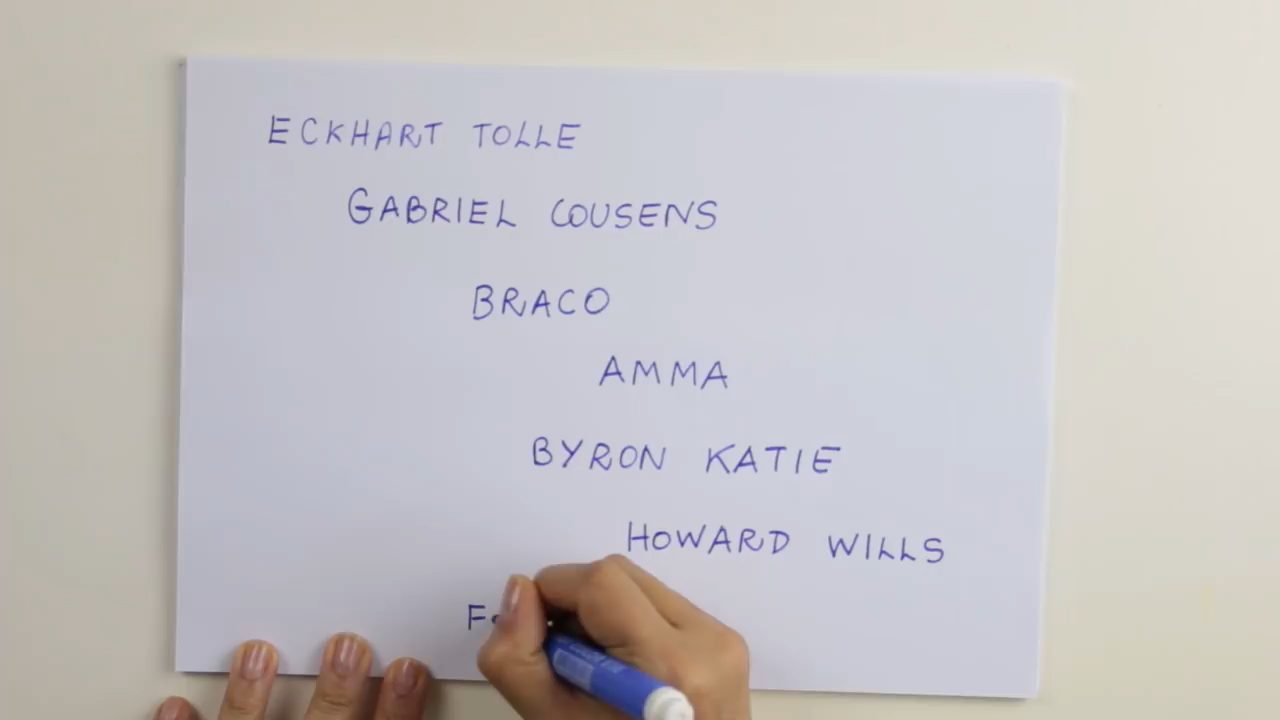 ECKHART TOLLE
GABRIEL COUSENS
BRACO
AMMA
BYRON KATIE
HOWARD WILLS